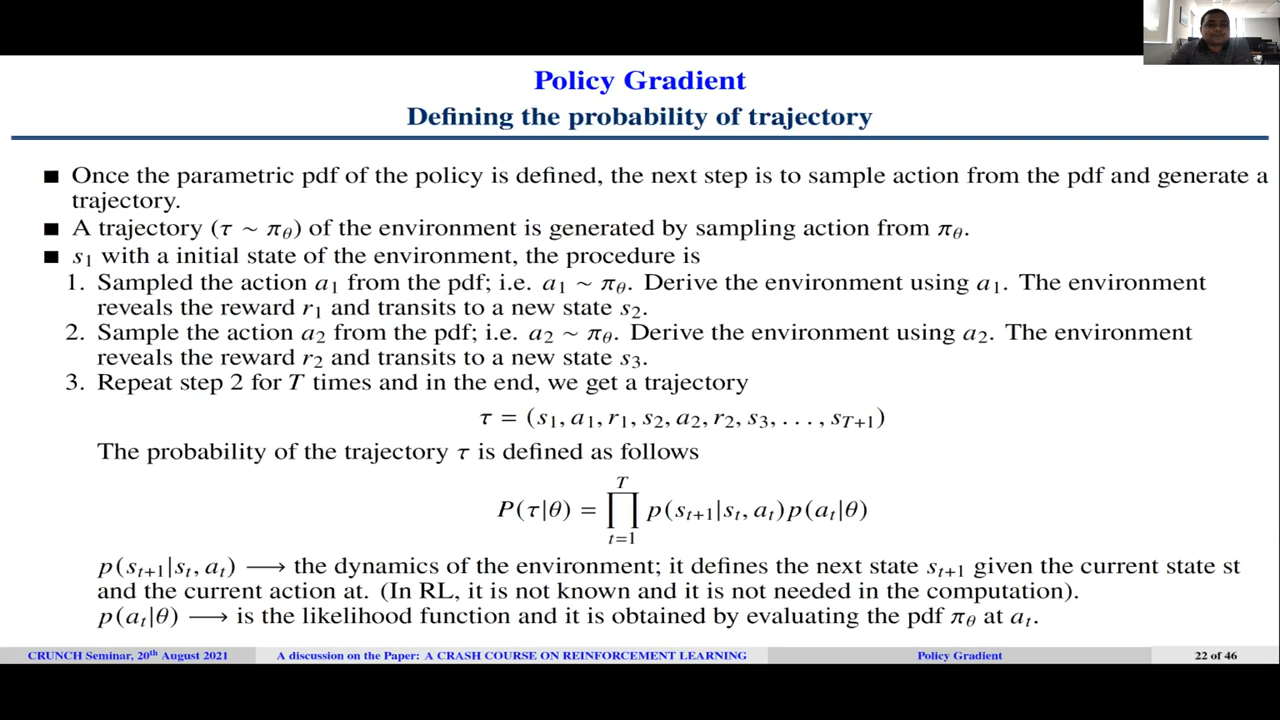 Policy Gradient
Defining the probability of trajectory
■ Once the parametric pdf of the policy is defined, the next step is to sample action from the pdf and generate a
trajectory.
■ A trajectory (τ ∼ π_θ) of the environment is generated by sampling action from π_θ.
■ s_1 with a initial state of the environment, the procedure is
1. Sampled the action a_1 from the pdf; i.e. a_1 ∼ π_θ. Derive the environment using a_1. The environment
reveals the reward r_1 and transits to a new state s_2.
2. Sample the action a_2 from the pdf; i.e. a_2 ∼ π_θ. Derive the environment using a_2. The environment
reveals the reward r_2 and transits to a new state s_3.
3. Repeat step 2 for T times and in the end, we get a trajectory
τ = (s_1, a_1, r_1, s_2, a_2, r_2, s_3, . . . , s_{T+1})
The probability of the trajectory τ is defined as follows
P(τ|θ) = ∏_{t=1}^{T} p(s_{t+1}|s_t, a_t)p(a_t|θ)
p(s_{t+1}|s_t, a_t) ⟶ the dynamics of the environment; it defines the next state s_{t+1} given the current state st
and the current action at. (In RL, it is not known and it is not needed in the computation).
p(a_t|θ) ⟶ is the likelihood function and it is obtained by evaluating the pdf π_θ at a_t.
CRUNCH Seminar, 20th August 2021 A discussion on the Paper: A CRASH COURSE ON REINFORCEMENT LEARNING Policy Gradient 22 of 46